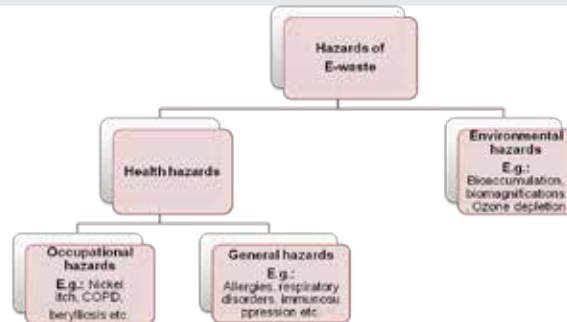 Hazards of
E-waste
Health hazards
Environmental
hazards
E.g.:
Bioaccumulation,
biomagnifications
, Ozone depletion
Occupational
hazards
E.g.: Nickel
itch, COPD,
berylliosis etc.
General hazards
E.g.:
Allergies, respiratory
disorders, immunosu
ppression etc.